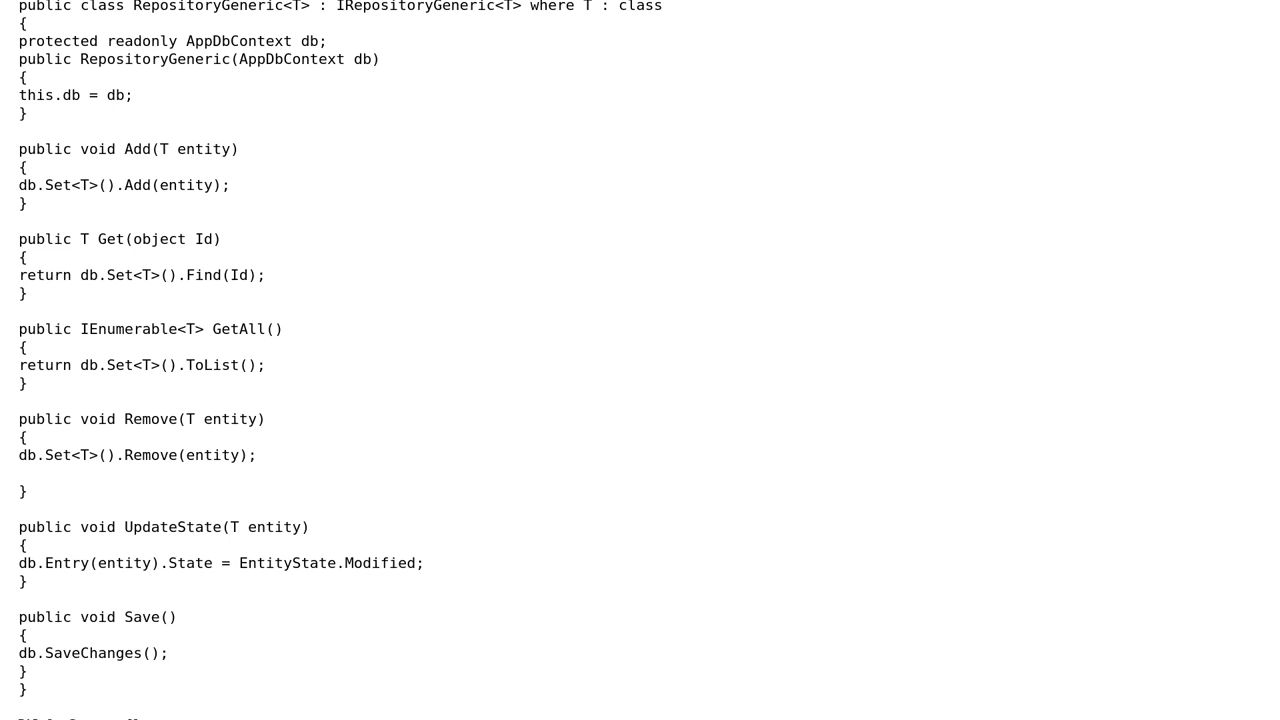 public class RepositoryGeneric<T> : IRepositoryGeneric<T> where T : class
{
protected readonly AppDbContext db;
public RepositoryGeneric(AppDbContext db)
{
this.db = db;
}
public void Add(T entity)
{
db.Set<T>().Add(entity);
}
public T Get(object Id)
{
return db.Set<T>().Find(Id);
}
public IEnumerable<T> GetAll()
{
return db.Set<T>().ToList();
}
public void Remove(T entity)
{
db.Set<T>().Remove(entity);
}
public void UpdateState(T entity)
{
db.Entry(entity).State = EntityState.Modified;
}
public void Save()
{
db.SaveChanges();
}
}